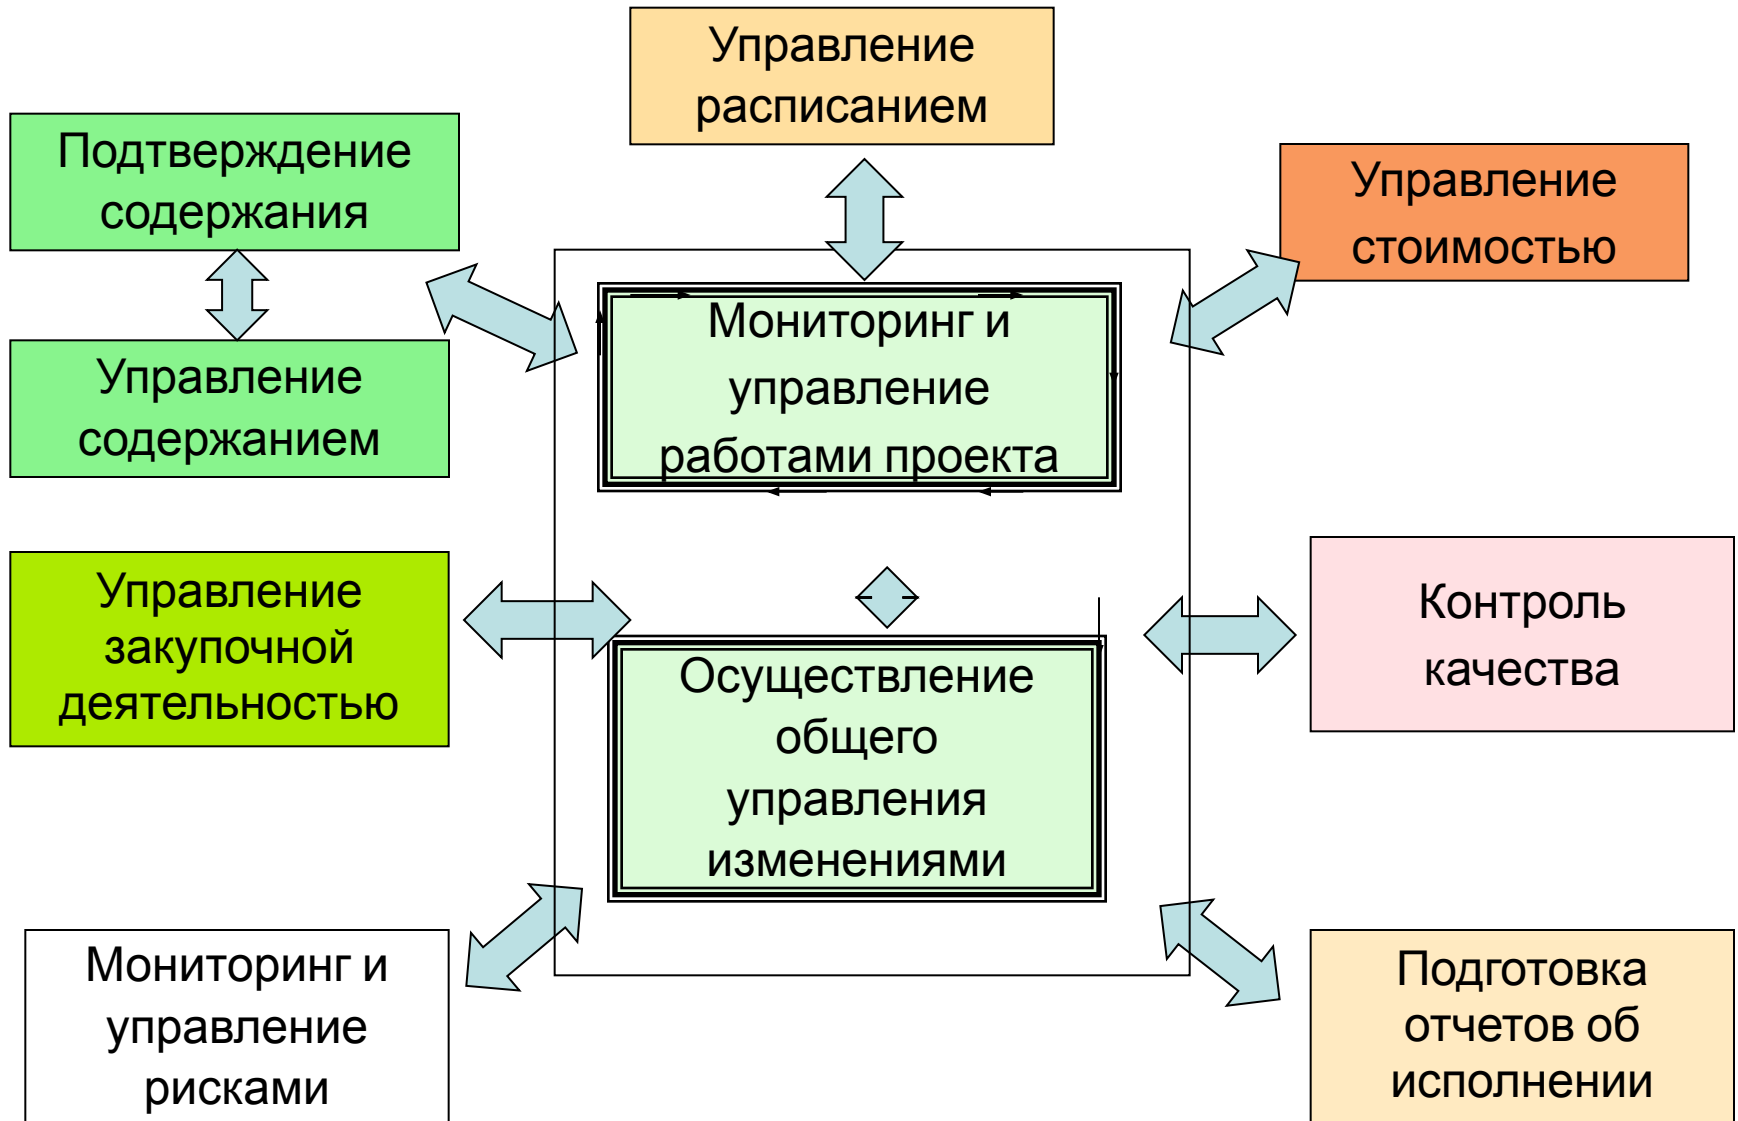 Управление
расписанием
Подтверждение
содержания
Управление
стоимостью
Мониторинг и
управление
работами проекта
Управление
содержанием
Управление
закупочной
деятельностью
Контроль
качества
Осуществление
общего
управления
изменениями
Мониторинг и
управление
рисками
Подготовка
отчетов об
исполнении